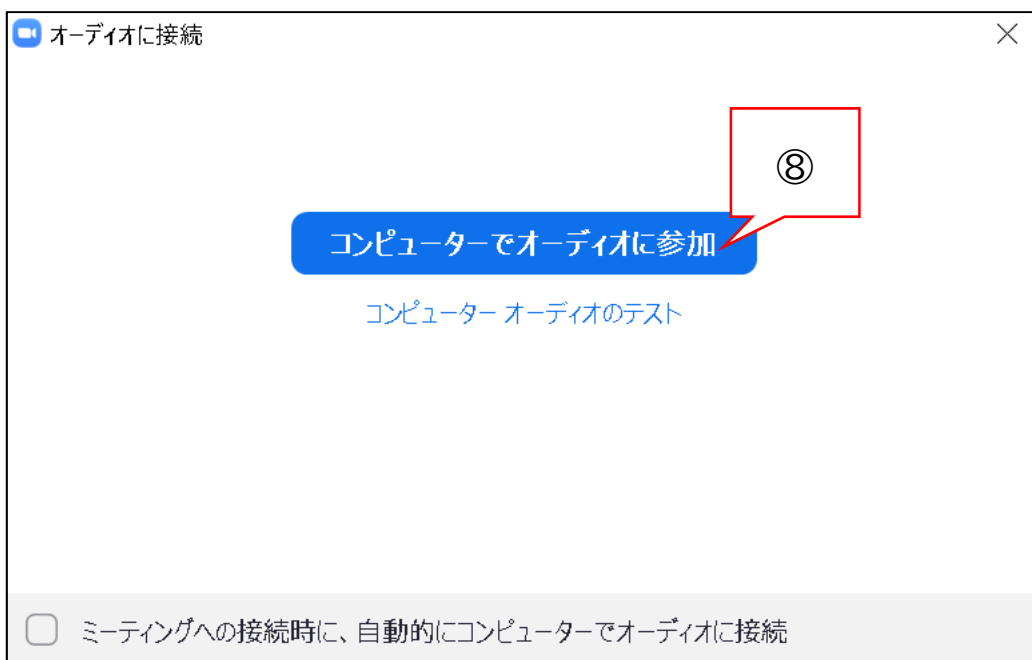 オーディオに接続
⑧
コンピューターでオーディオに参加
コンピューター オーディオのテスト
ミーティングへの接続時に、自動的にコンピューターでオーディオに接続